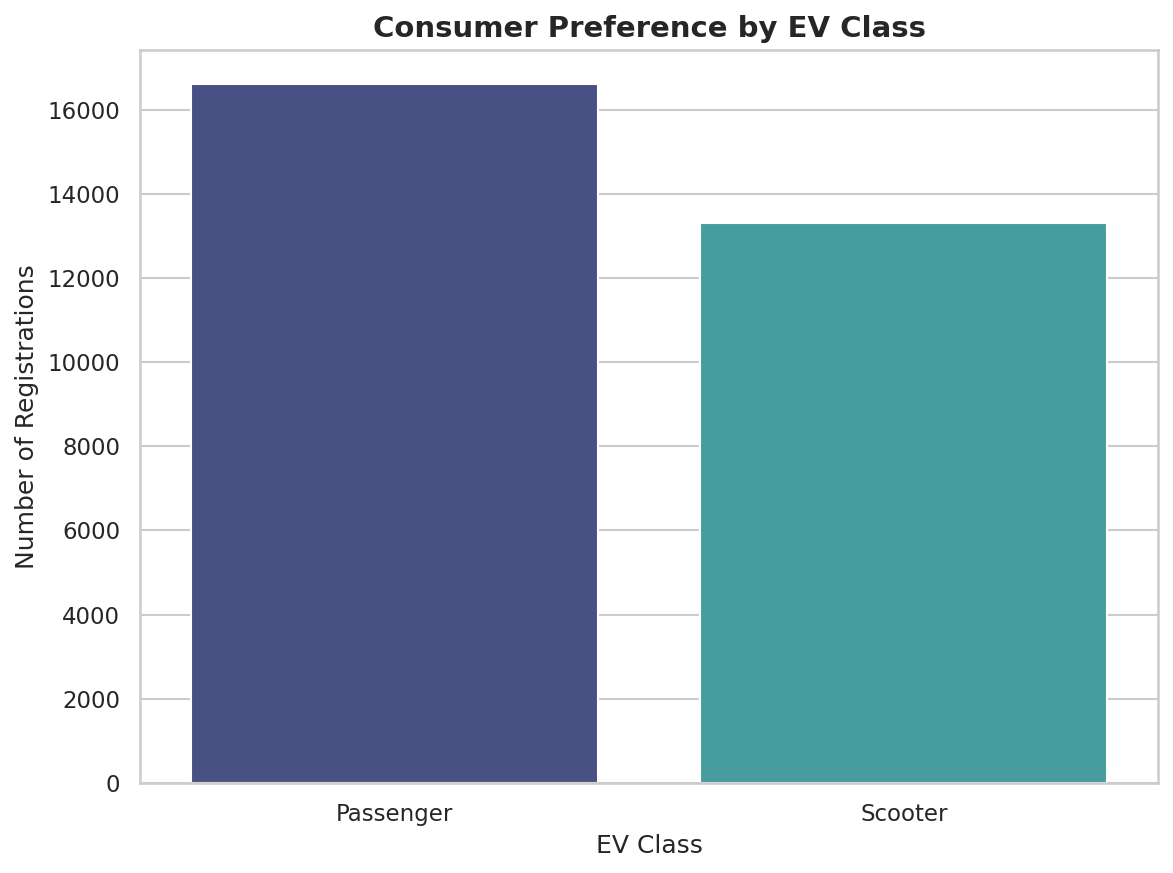 Consumer Preference by EV Class
Number of Registrations
16000
14000
12000
10000
8000
6000
4000
2000
0
Passenger
Scooter
EV Class